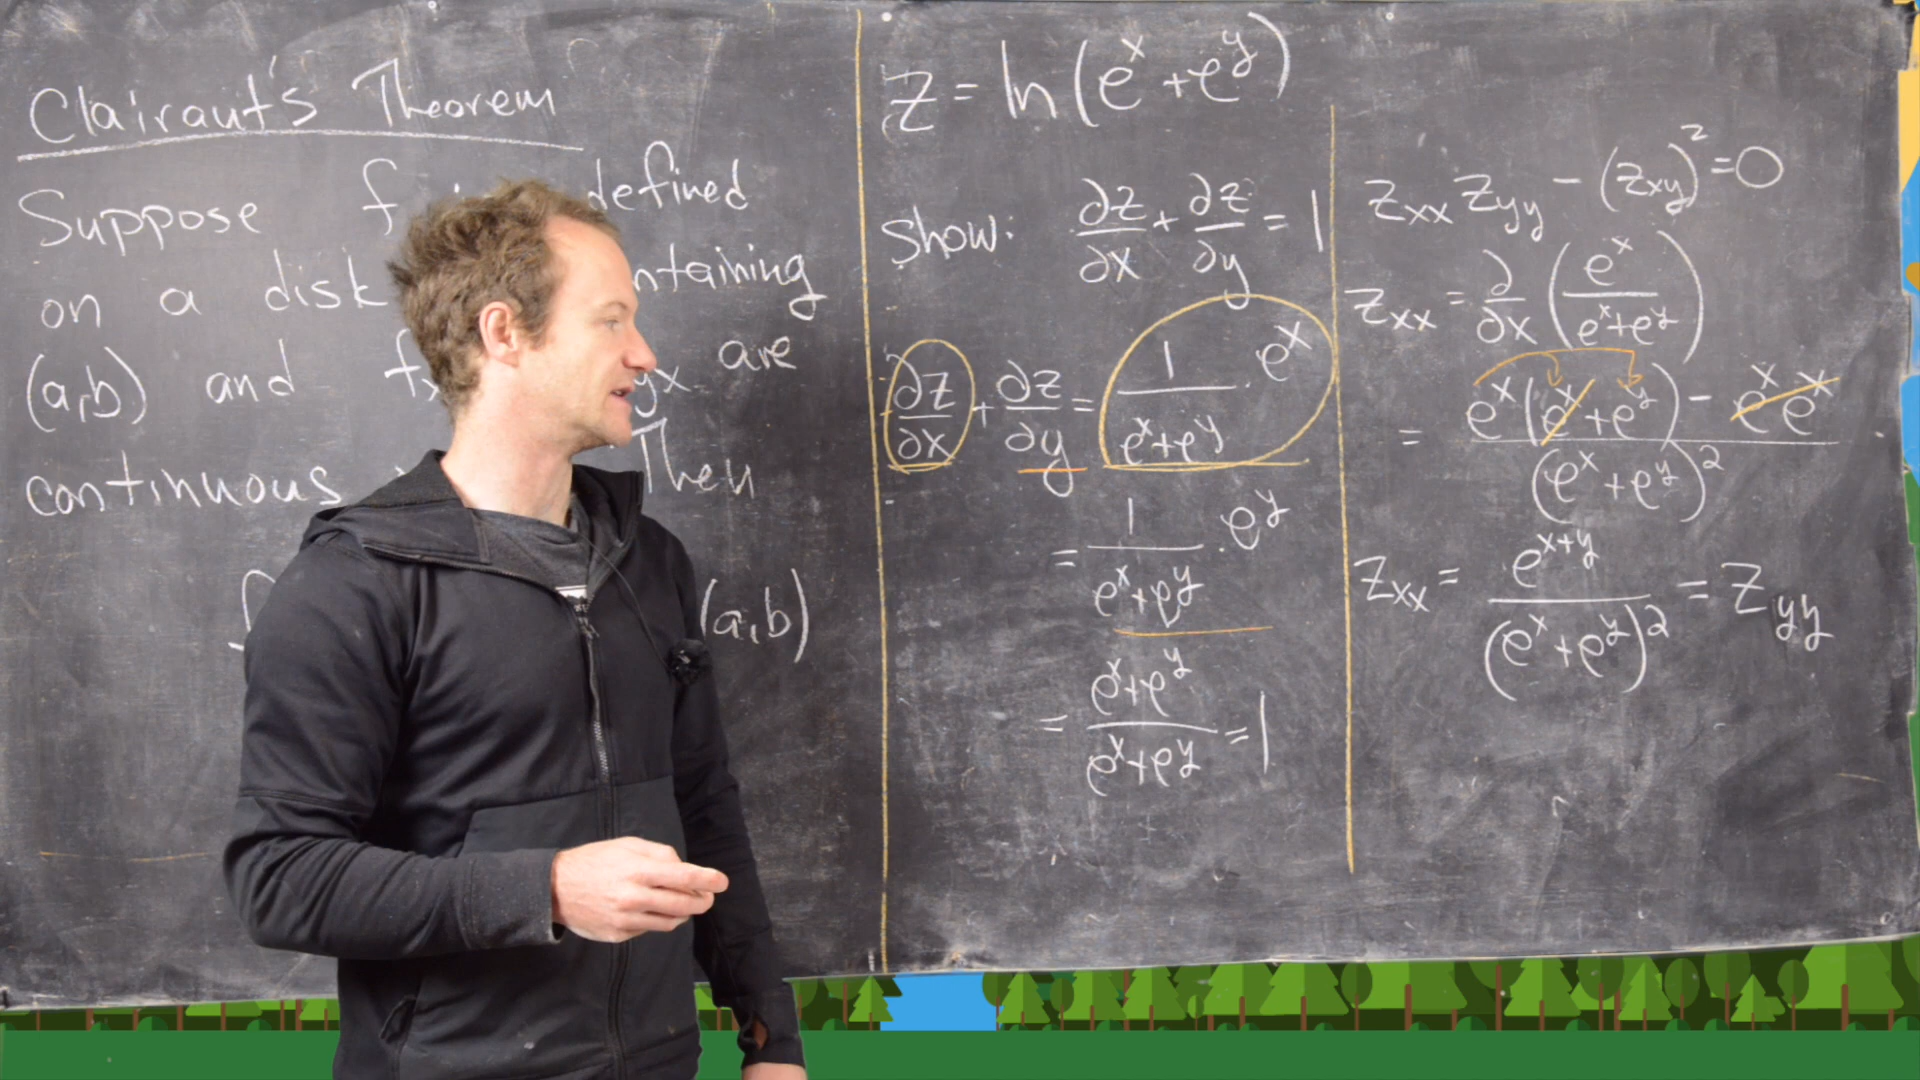 Clairaut's Theorem
Suppose f defined
on a disk
(a,b) and are
continuous Then
(a,b)
z = ln(e^x + e^y)
Show: ∂z/∂x + ∂z/∂y = 1
∂z/∂x + ∂z/∂y = 1/(e^x+e^y) · e^x
= 1/(e^x+e^y) · e^y
= (e^x+e^y)/(e^x+e^y) = 1
z_xx z_yy - (z_xy)^2 = 0
z_xx = ∂/∂x (e^x/(e^x+e^y))
= (e^x(e^x+e^y) - e^x e^x)/(e^x+e^y)^2
z_xx = e^(x+y)/(e^x+e^y)^2 = z_yy